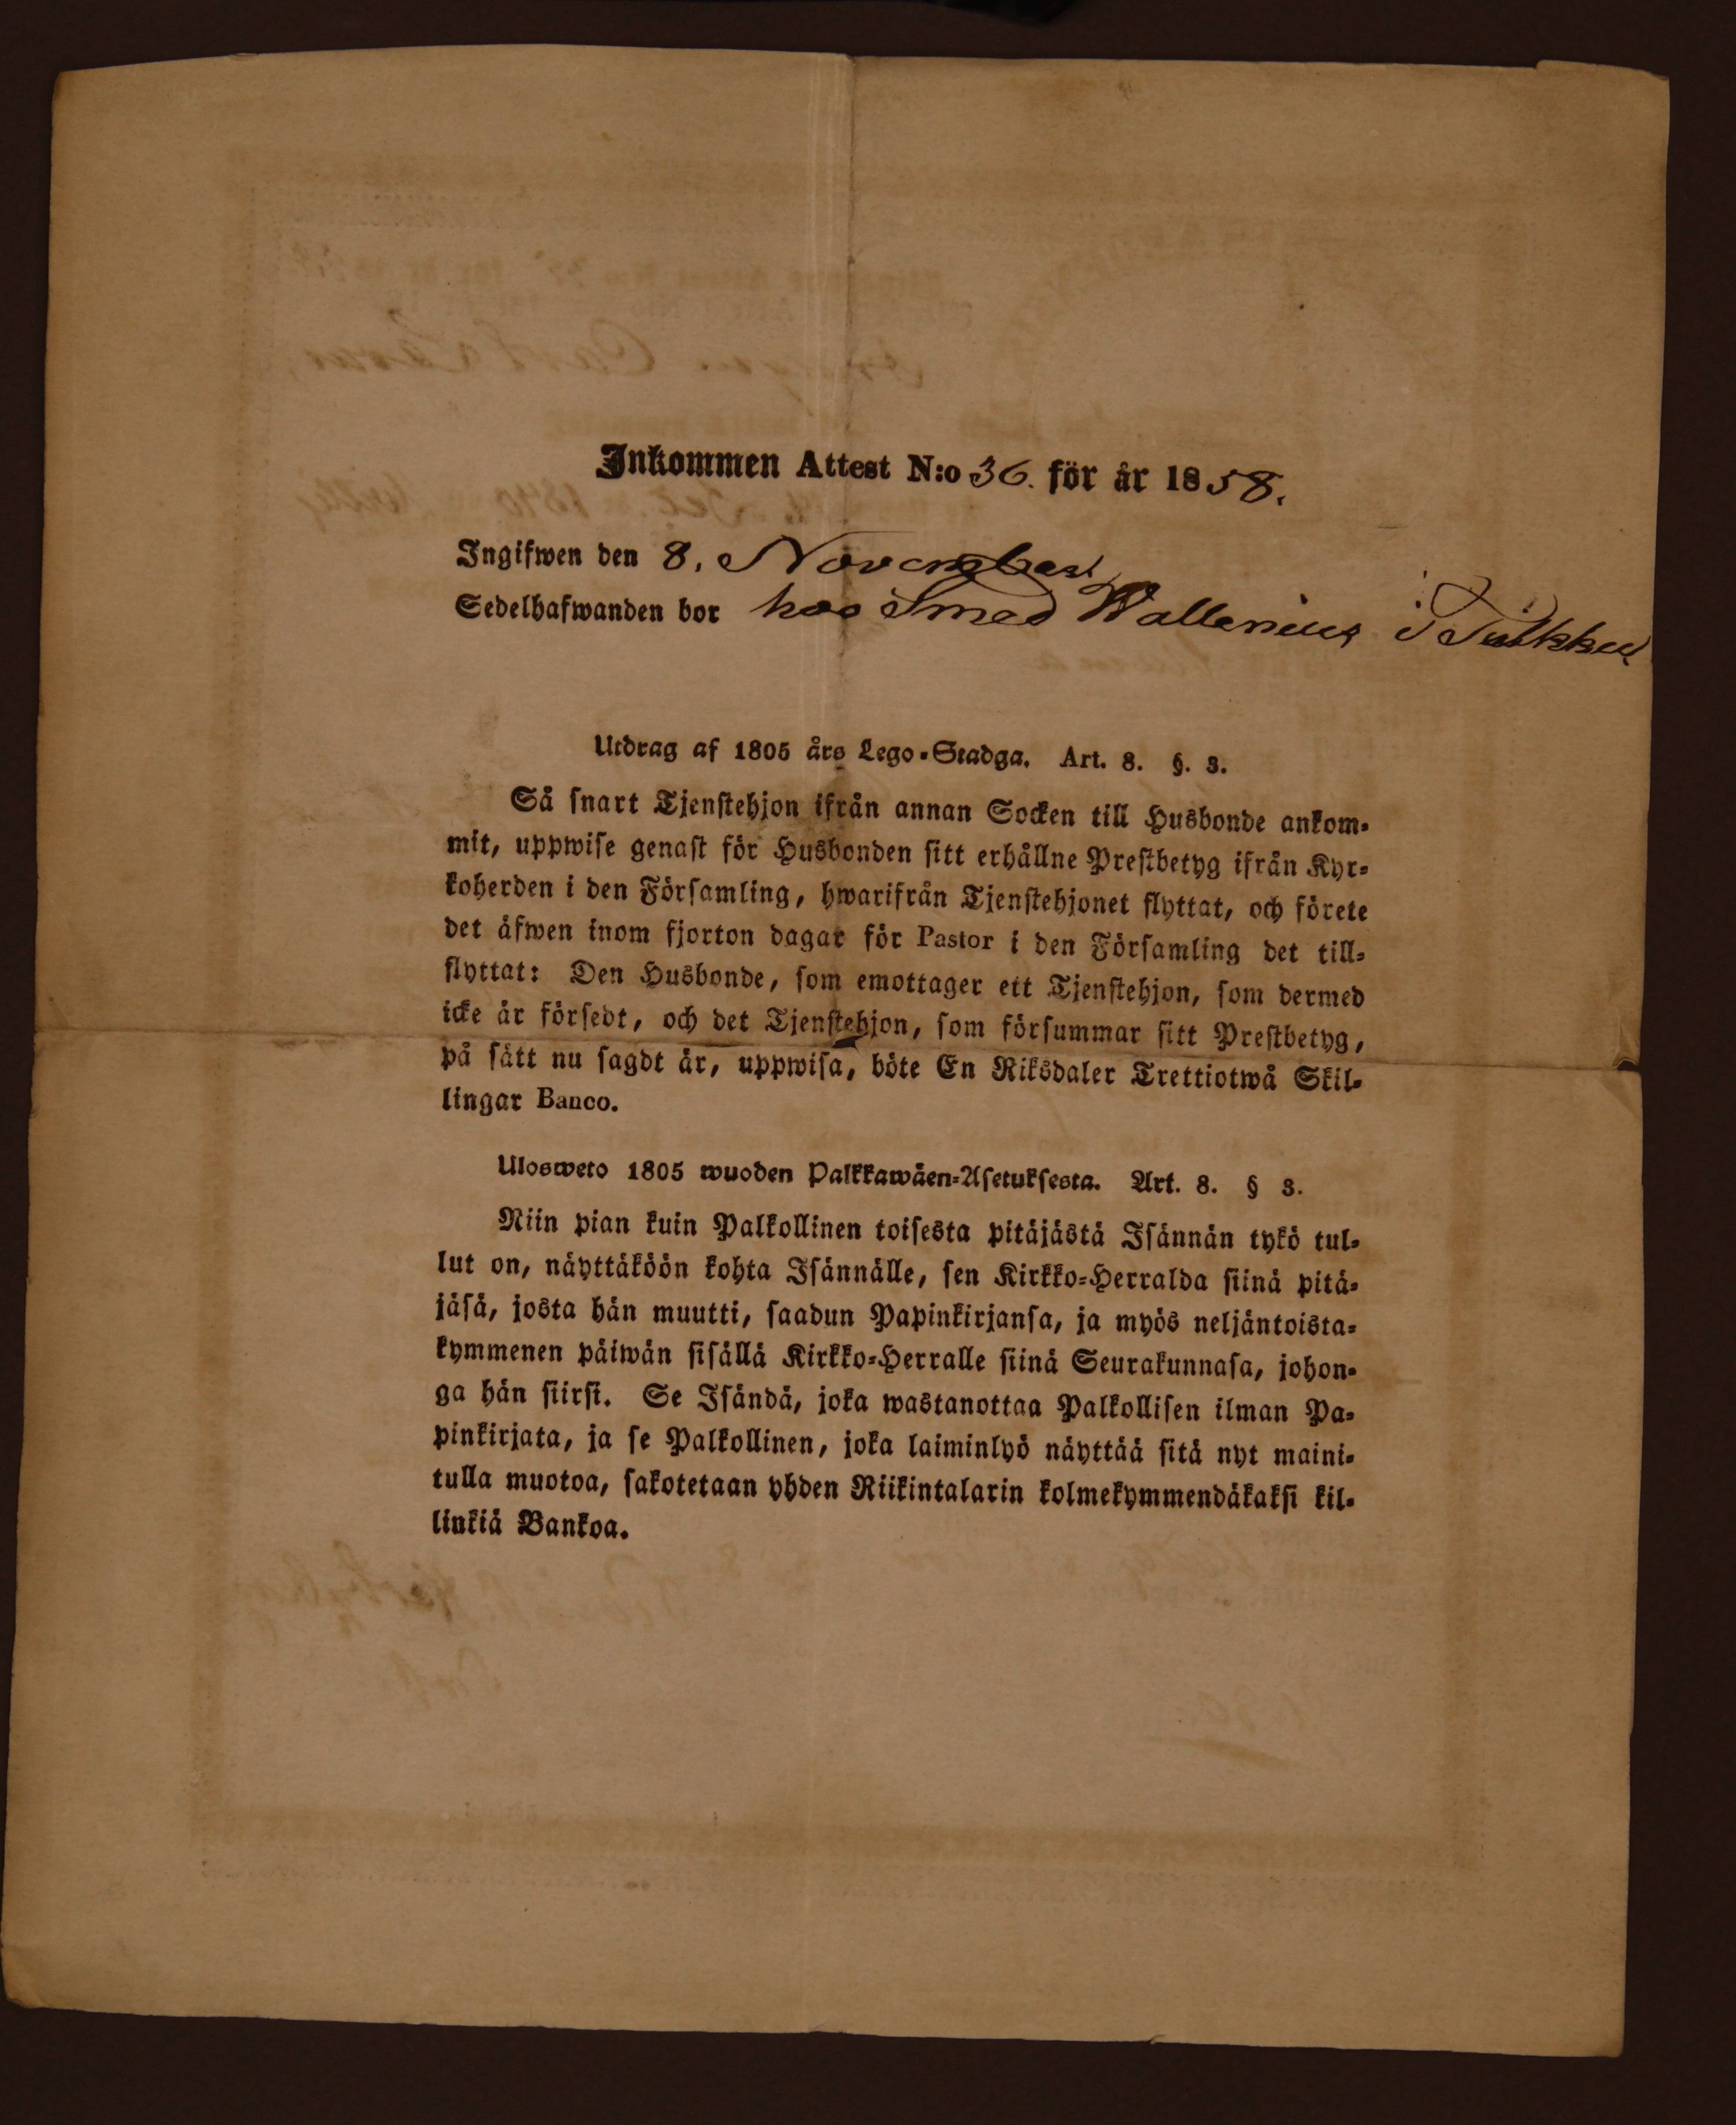 Inkommen Attest N:o 36. för år 1858.
Ingifwen den 8. November
Sedelhafwanden bor hos Smed Wallenius i
Utdrag af 1805 års Lego-Stadga. Art. 8. §. 3.
Så snart Tjenstehjon ifrån annan Socken till Husbonde ankom-
mit, uppwise genast för Husbonden sitt erhållne Prestbetyg ifrån Kyr-
koherden i den Församling, hwarifrån Tjenstehjonet flyttat, och förete
det äfwen inom fjorton dagar för Pastor i den Församling det till-
flyttat: Den Husbonde, som emottager ett Tjenstehjon, som dermed
icke är försedt, och det Tjenstehjon, som försummar sitt Prestbetyg,
på sätt nu sagdt är, uppwisa, böte En Riksdaler Trettiotwå Skil-
lingar Banco.
Ulosweto 1805 wuoden Palkkawäen-Asetuksesta. Art. 8. § 3.
Niin pian kuin Palkollinen toisesta pitäjästä Isännän tykö tul-
lut on, näyttäköön kohta Isännälle, sen Kirkko-Herralda siinä pitä-
jäsä, josta hän muutti, saadun Papinkirjansa, ja myös neljäntoista-
kymmenen päiwän sisällä Kirkko-Herralle siinä Seurakunnasa, johon-
ga hän siirsi. Se Isändä, joka wastanottaa Palkollisen ilman Pa-
pinkirjata, ja se Palkollinen, joka laiminlyö näyttää sitä nyt maini-
tulla muotoa, sakotetaan yhden Riikintalarin kolmekymmendäkaksi kil-
linkiä Bankoa.